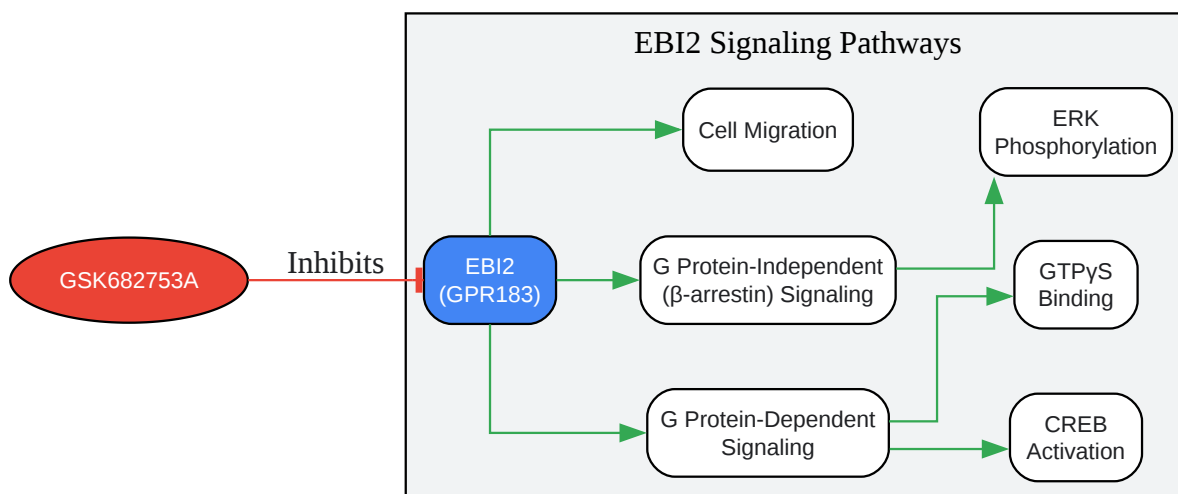 EBI2 Signaling Pathways
Cell Migration
ERK
Phosphorylation
GSK682753A
Inhibits
EBI2
(GPR183)
G Protein-Independent
(β-arrestin) Signaling
GTPγS
Binding
G Protein-Dependent
Signaling
CREB
Activation